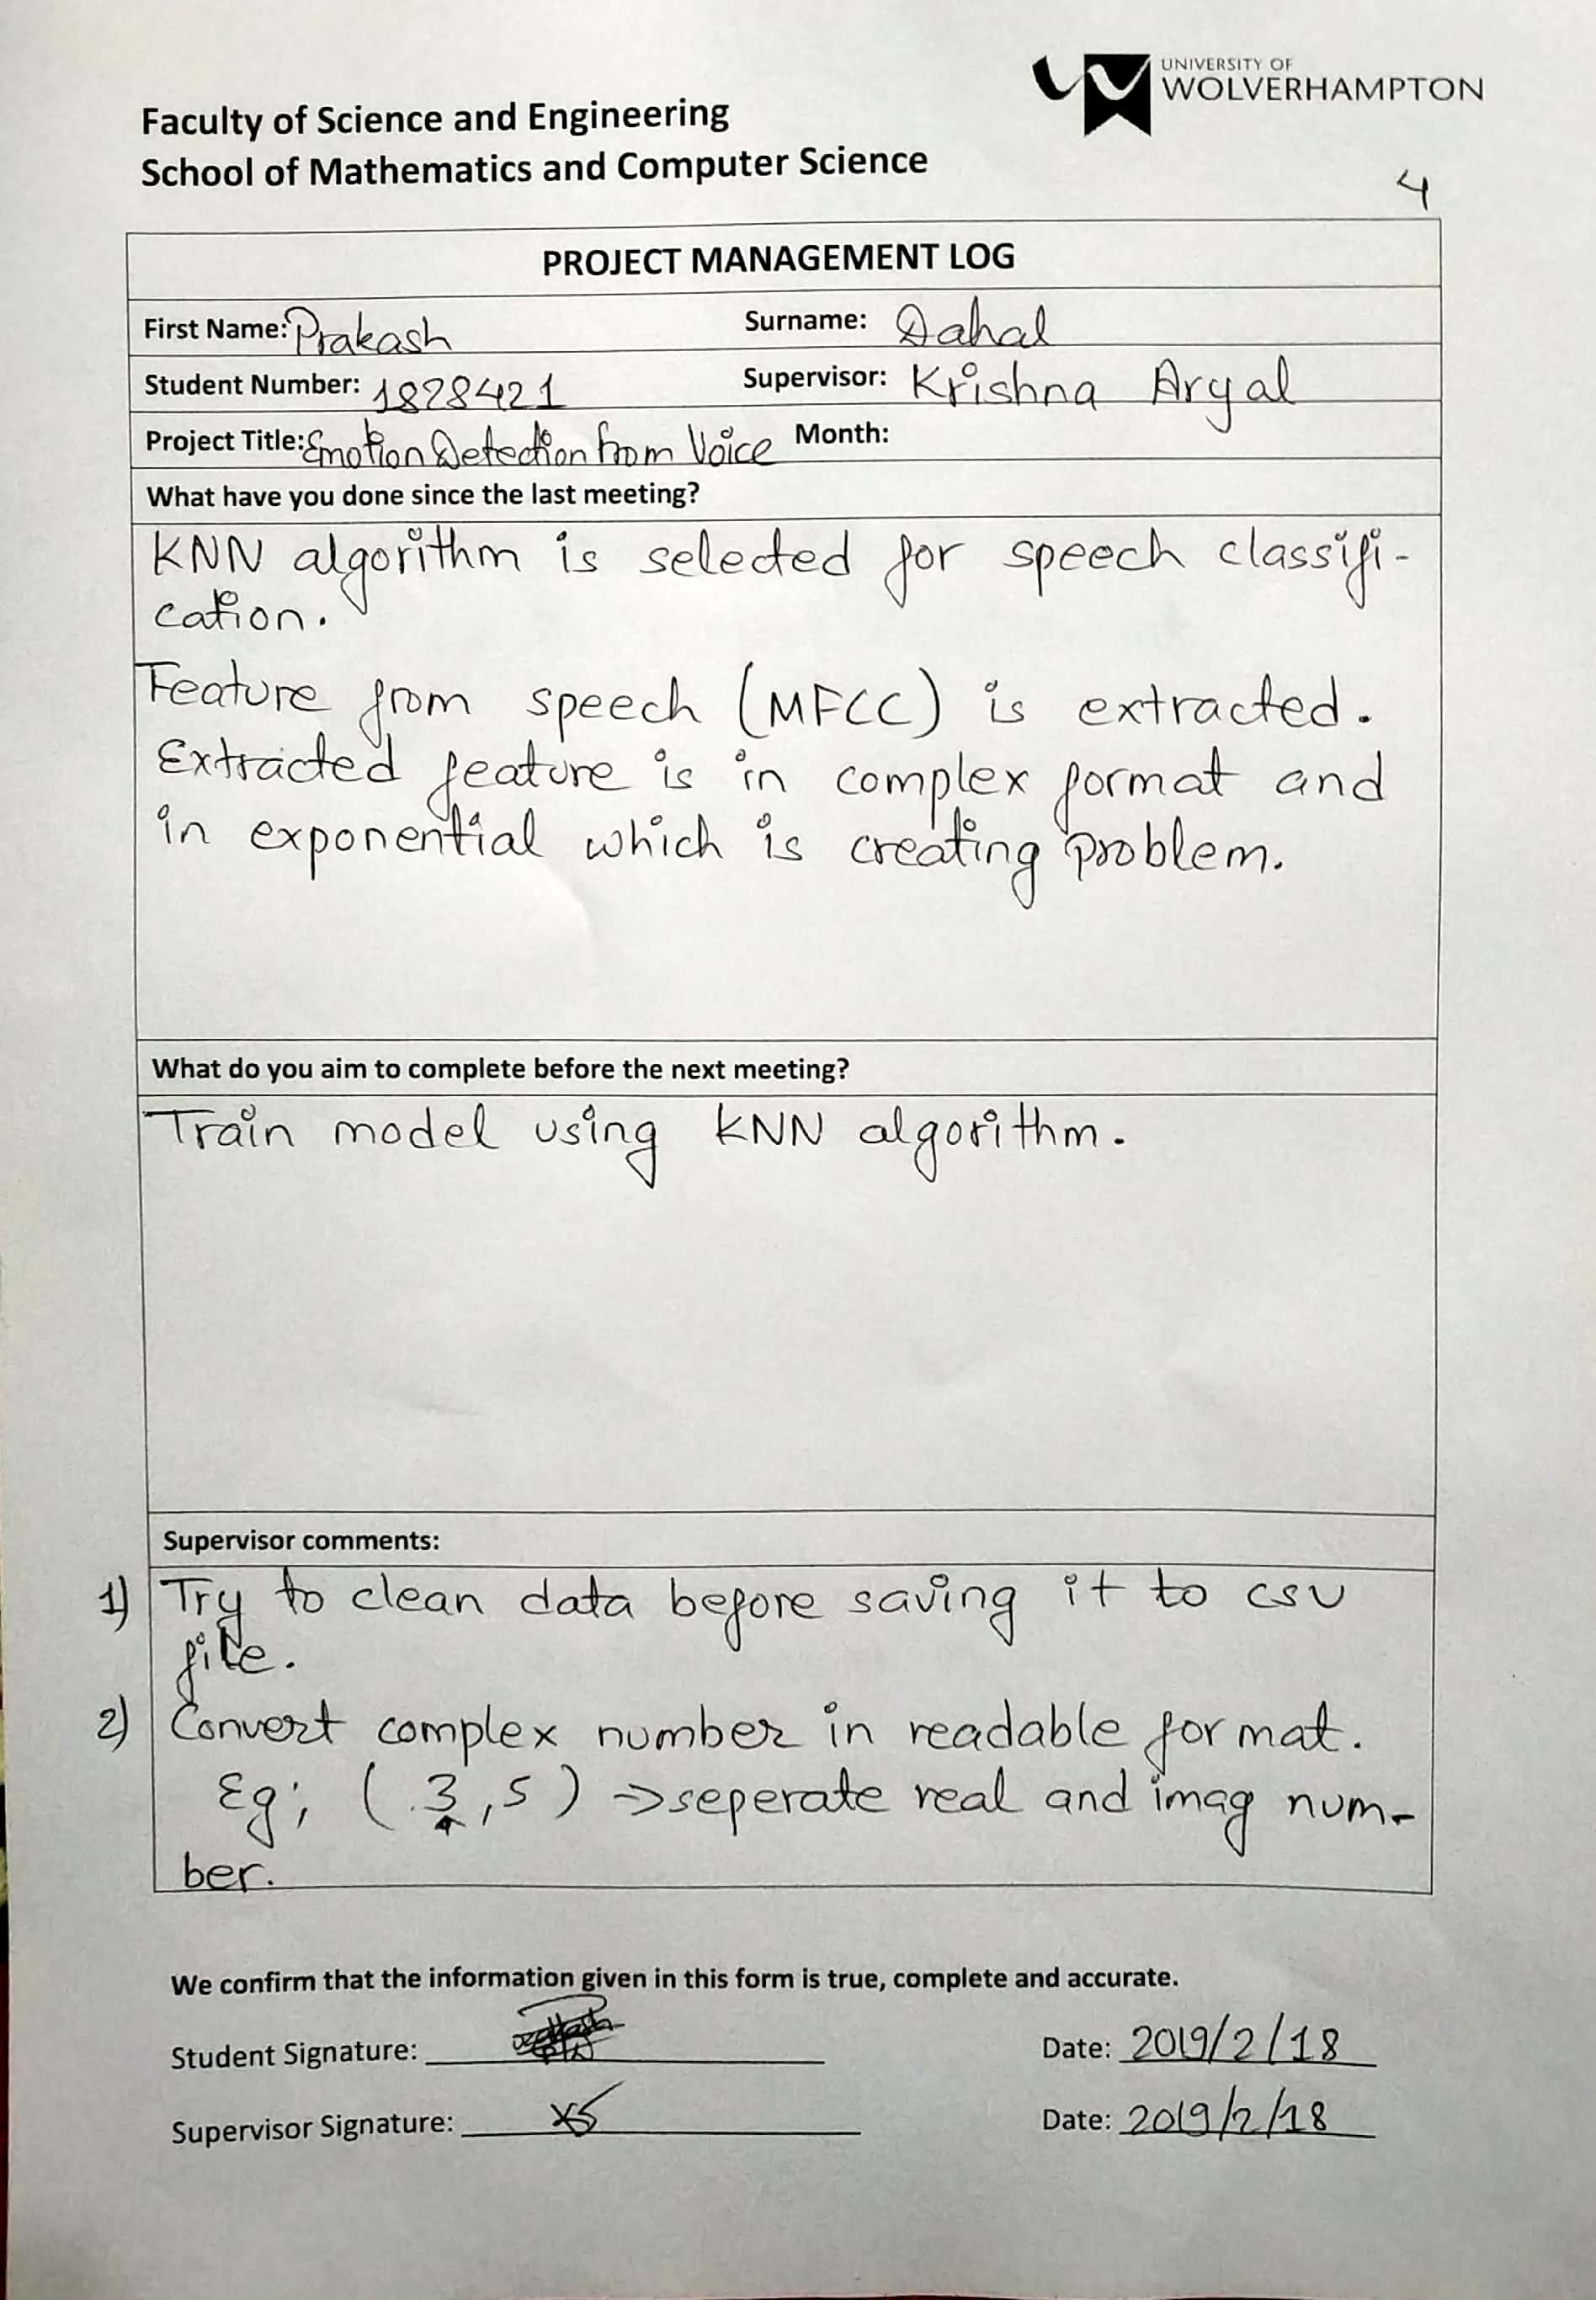 UNIVERSITY OF
WOLVERHAMPTON
Faculty of Science and Engineering
School of Mathematics and Computer Science
4
PROJECT MANAGEMENT LOG
First Name: Prakash Surname: Dahal
Student Number: 1828421 Supervisor: Krishna Aryal
Project Title: Emotion Detection from Voice Month:
What have you done since the last meeting?
KNN algorithm is selected for speech classifi-
cation.
Feature from speech (MFCC) is extracted.
Extracted feature is in complex format and
in exponential which is creating problem.
What do you aim to complete before the next meeting?
Train model using KNN algorithm.
Supervisor comments:
1) Try to clean data before saving it to csv
file.
2) Convert complex number in readable format.
Eg; (3,5) → seperate real and imag num-
ber.
We confirm that the information given in this form is true, complete and accurate.
Student Signature: Date: 2019/2/18
Supervisor Signature: Date: 2019/2/18